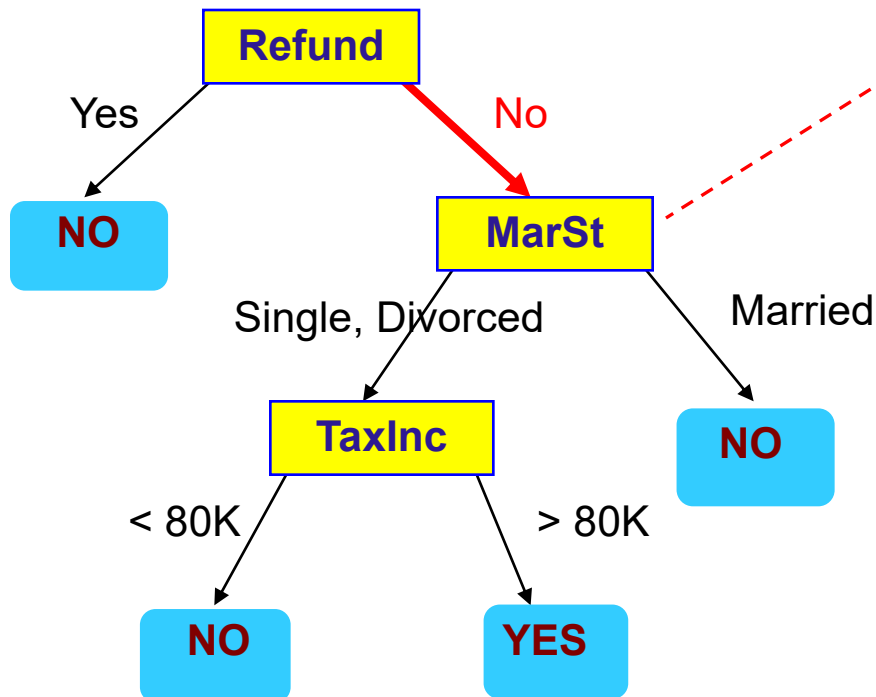 Refund
Yes
No
NO
MarSt
Single, Divorced
Married
TaxInc
NO
< 80K
> 80K
NO
YES